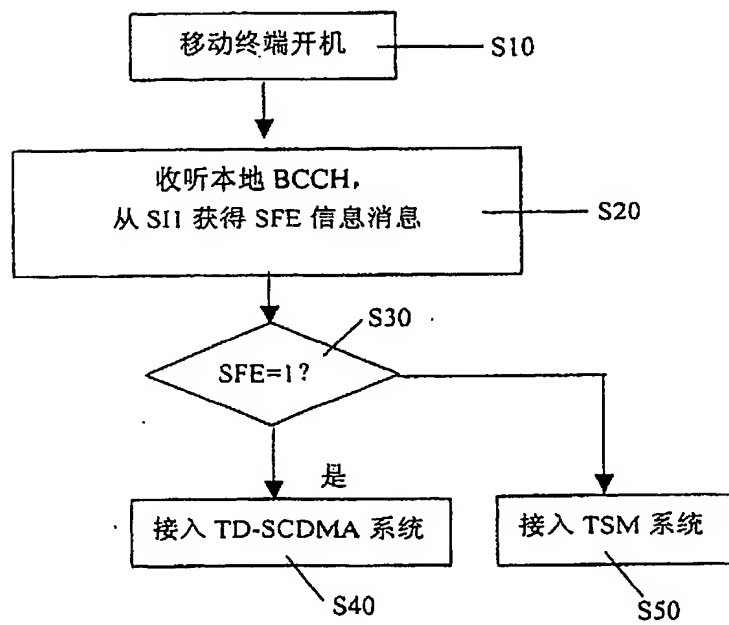 移动终端开机
S10
收听本地 BCCH,
从 SI1 获得 SFE 信息消息
S20
S30
SFE=1?
是
接入 TD-SCDMA 系统
接入 TSM 系统
S40
S50